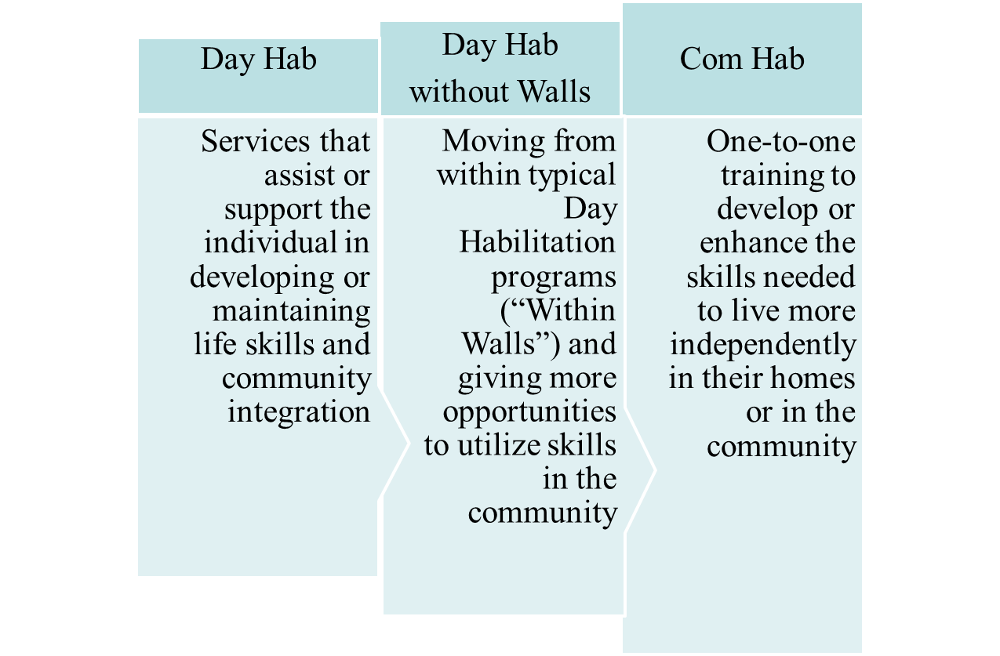 Day Hab
Services that
assist or
support the
individual in
developing or
maintaining
life skills and
community
integration
Day Hab
without Walls
Moving from
within typical
Day
Habilitation
programs
(“Within
Walls”) and
giving more
opportunities
to utilize skills
in the
community
Com Hab
One-to-one
training to
develop or
enhance the
skills needed
to live more
independently
in their homes
or in the
community